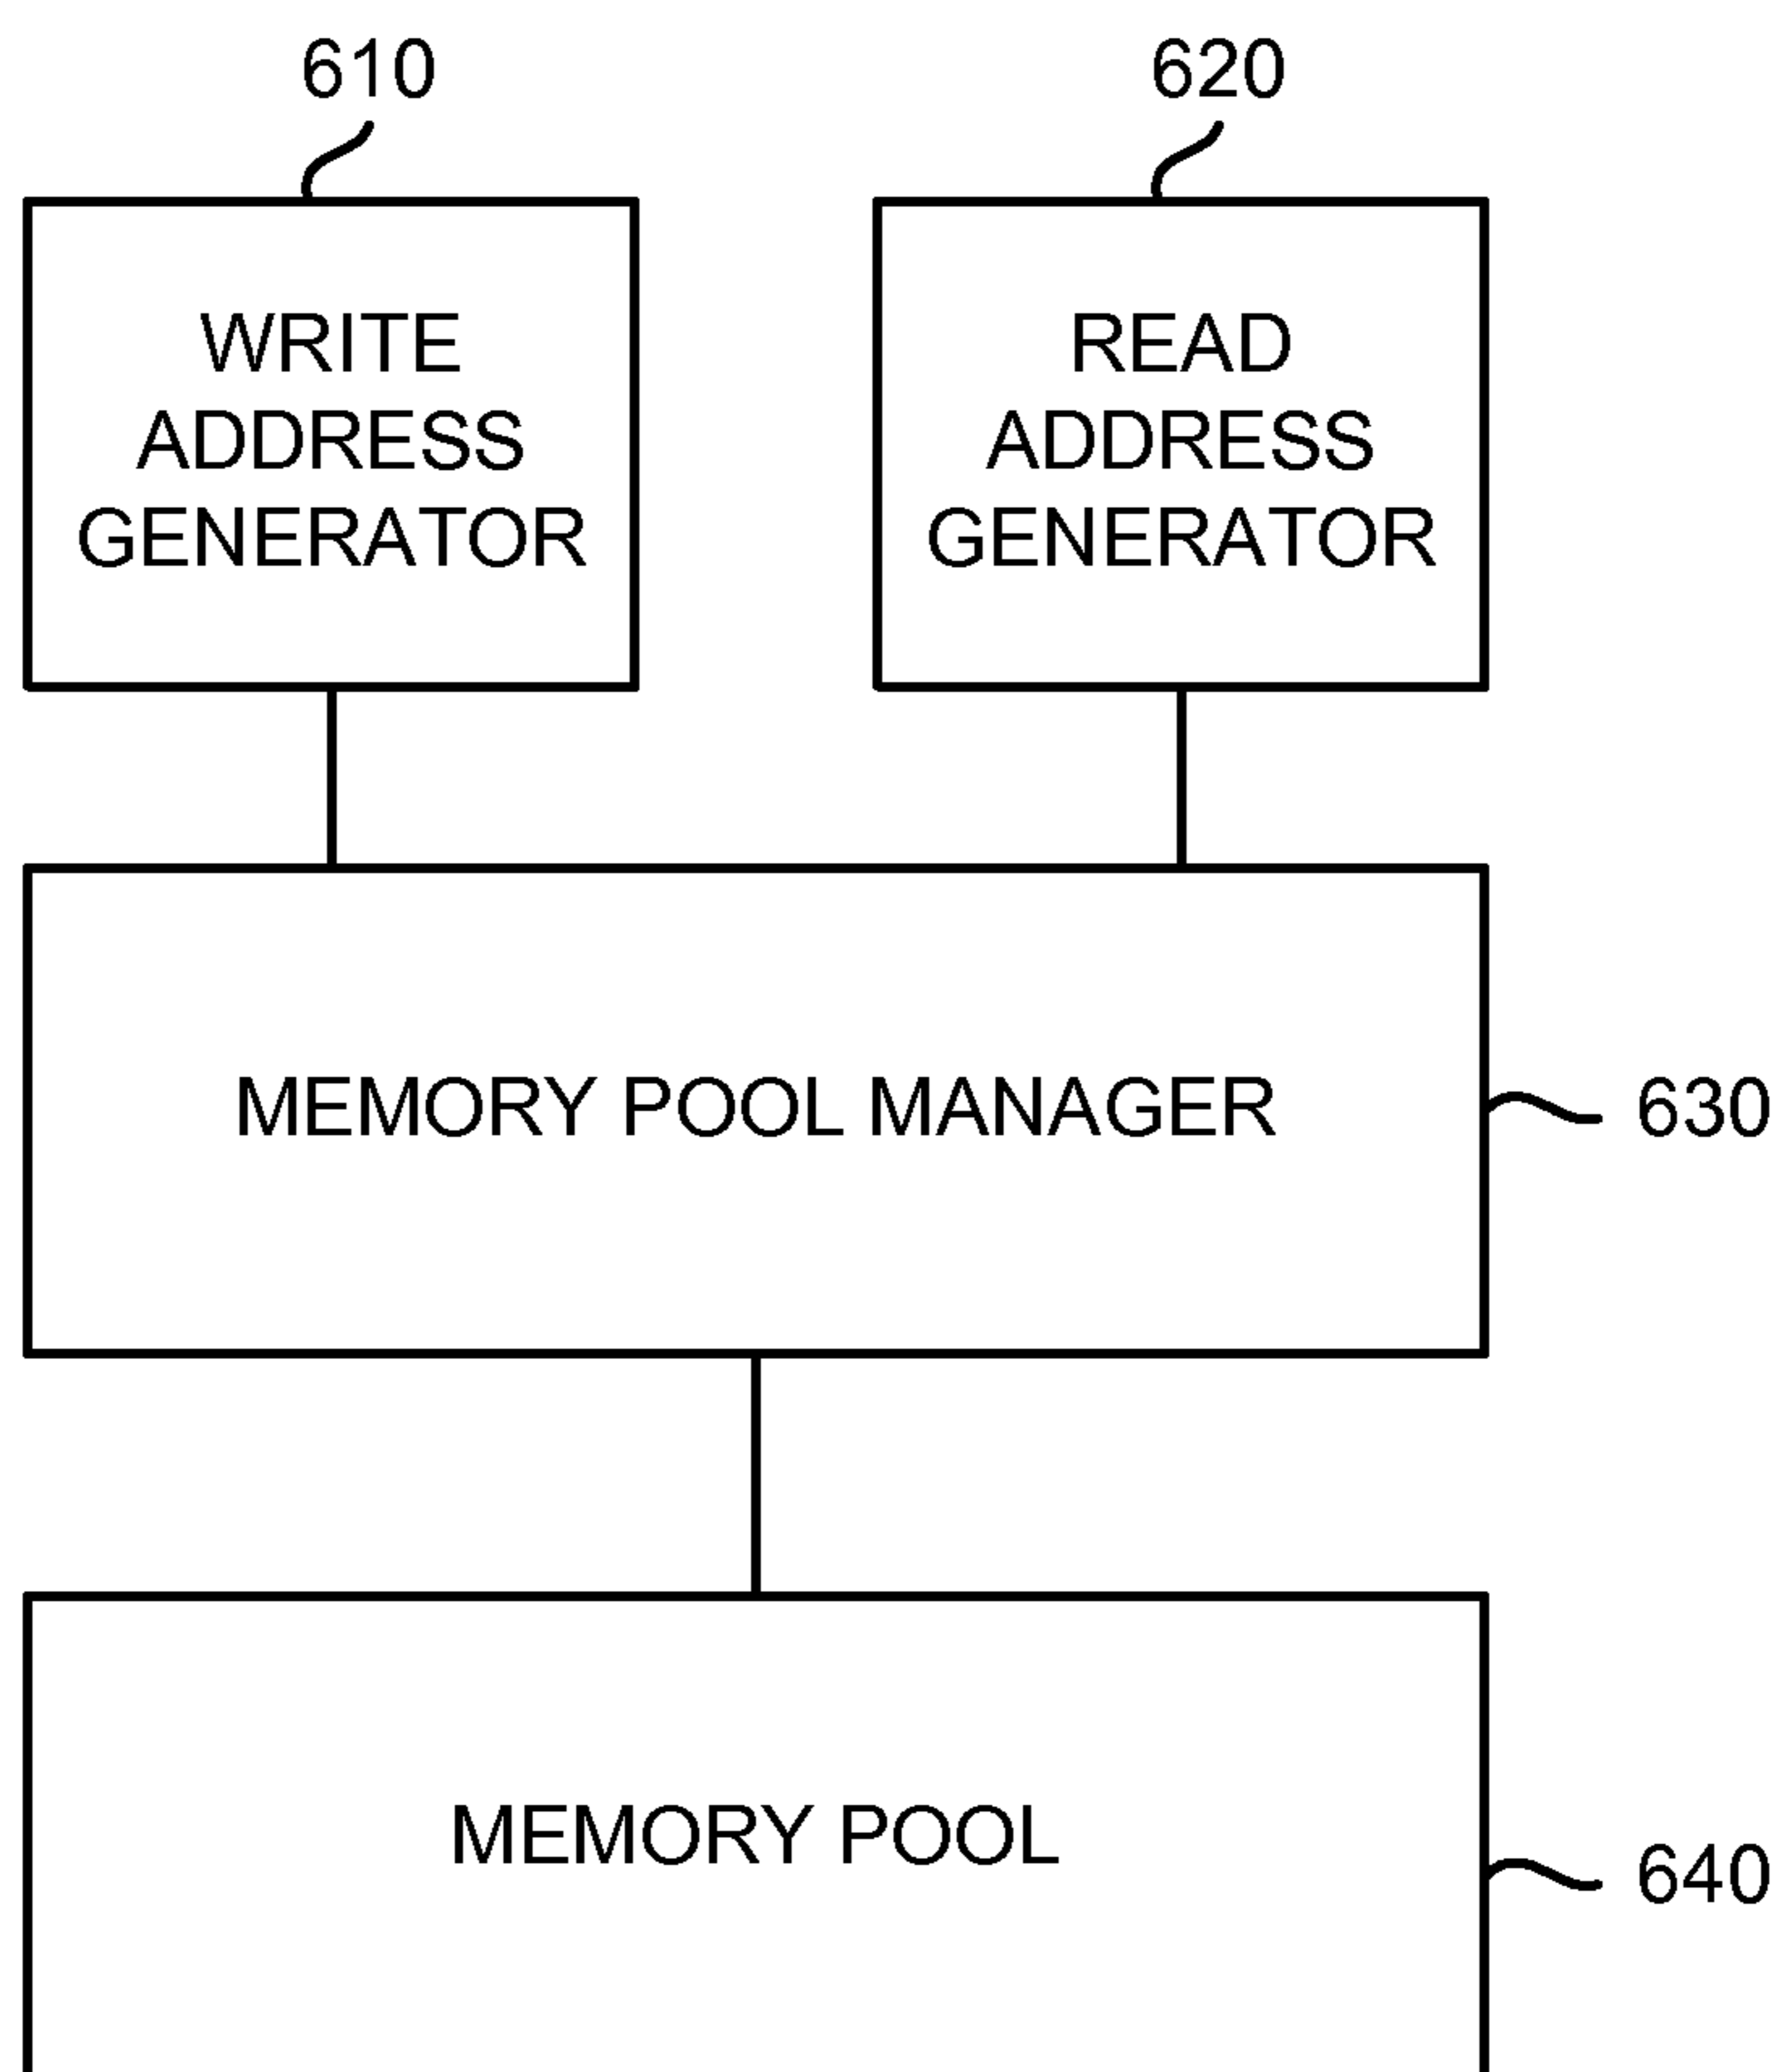 610
620
WRITE
ADDRESS
GENERATOR
READ
ADDRESS
GENERATOR
MEMORY POOL MANAGER
630
MEMORY POOL
640